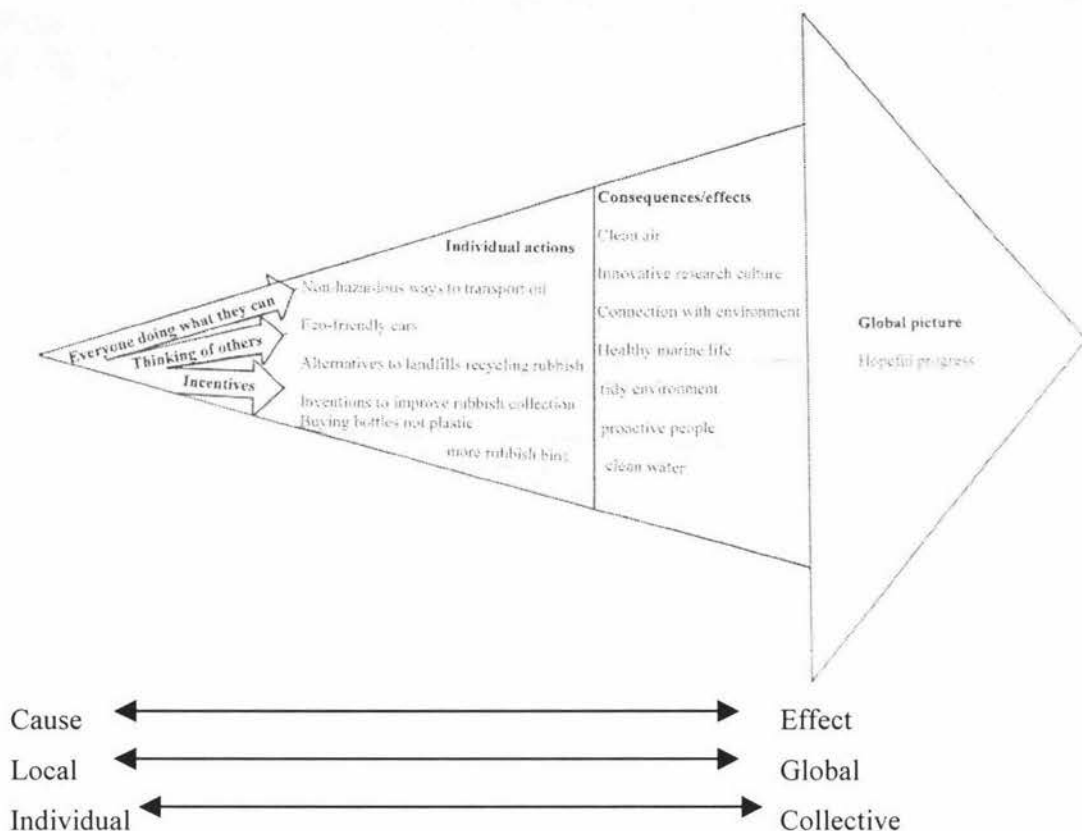 Everyone doing what they can
Thinking of others
Incentives
Individual actions
Non-hazardous ways to transport oil
Eco-friendly cars
Alternatives to landfills recycling rubbish
Inventions to improve rubbish collection
Buying bottles not plastic
more rubbish bins
Consequences/effects
Clean air
Innovative research culture
Connection with environment
Healthy marine life
tidy environment
proactive people
clean water
Global picture
Hopeful progress
Cause
Effect
Local
Global
Individual
Collective